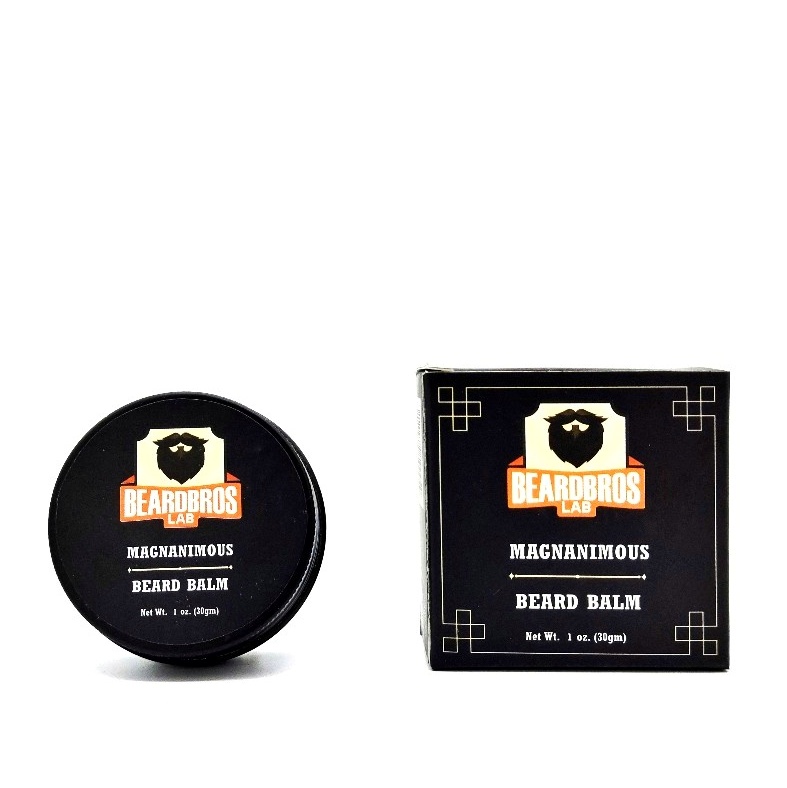 BEARDBROS
LAB
MAGNANIMOUS
BEARD BALM
Net Wt. 1 oz. (30gm)
BEARDBROS
LAB
MAGNANIMOUS
BEARD BALM
Net Wt. 1 oz. (30gm)